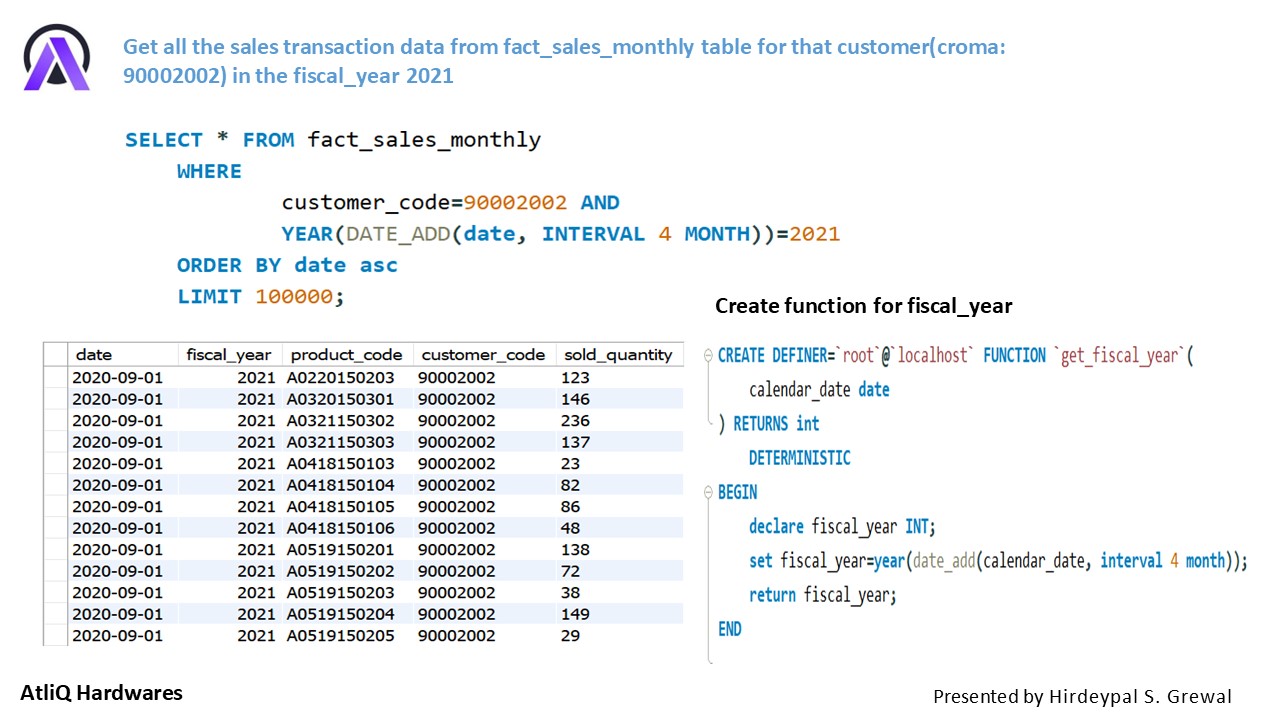 Get all the sales transaction data from fact_sales_monthly table for that customer(croma:
90002002) in the fiscal_year 2021
SELECT * FROM fact_sales_monthly
WHERE
customer_code=90002002 AND
YEAR(DATE_ADD(date, INTERVAL 4 MONTH))=2021
ORDER BY date asc
LIMIT 100000;
date fiscal_year product_code customer_code sold_quantity
2020-09-01 2021 A0220150203 90002002 123
2020-09-01 2021 A0320150301 90002002 146
2020-09-01 2021 A0321150302 90002002 236
2020-09-01 2021 A0321150303 90002002 137
2020-09-01 2021 A0418150103 90002002 23
2020-09-01 2021 A0418150104 90002002 82
2020-09-01 2021 A0418150105 90002002 86
2020-09-01 2021 A0418150106 90002002 48
2020-09-01 2021 A0519150201 90002002 138
2020-09-01 2021 A0519150202 90002002 72
2020-09-01 2021 A0519150203 90002002 38
2020-09-01 2021 A0519150204 90002002 149
2020-09-01 2021 A0519150205 90002002 29
Create function for fiscal_year
CREATE DEFINER=`root`@`localhost` FUNCTION `get_fiscal_year`(
calendar_date date
) RETURNS int
DETERMINISTIC
BEGIN
declare fiscal_year INT;
set fiscal_year=year(date_add(calendar_date, interval 4 month));
return fiscal_year;
END
AtliQ Hardwares
Presented by Hirdeypal S. Grewal